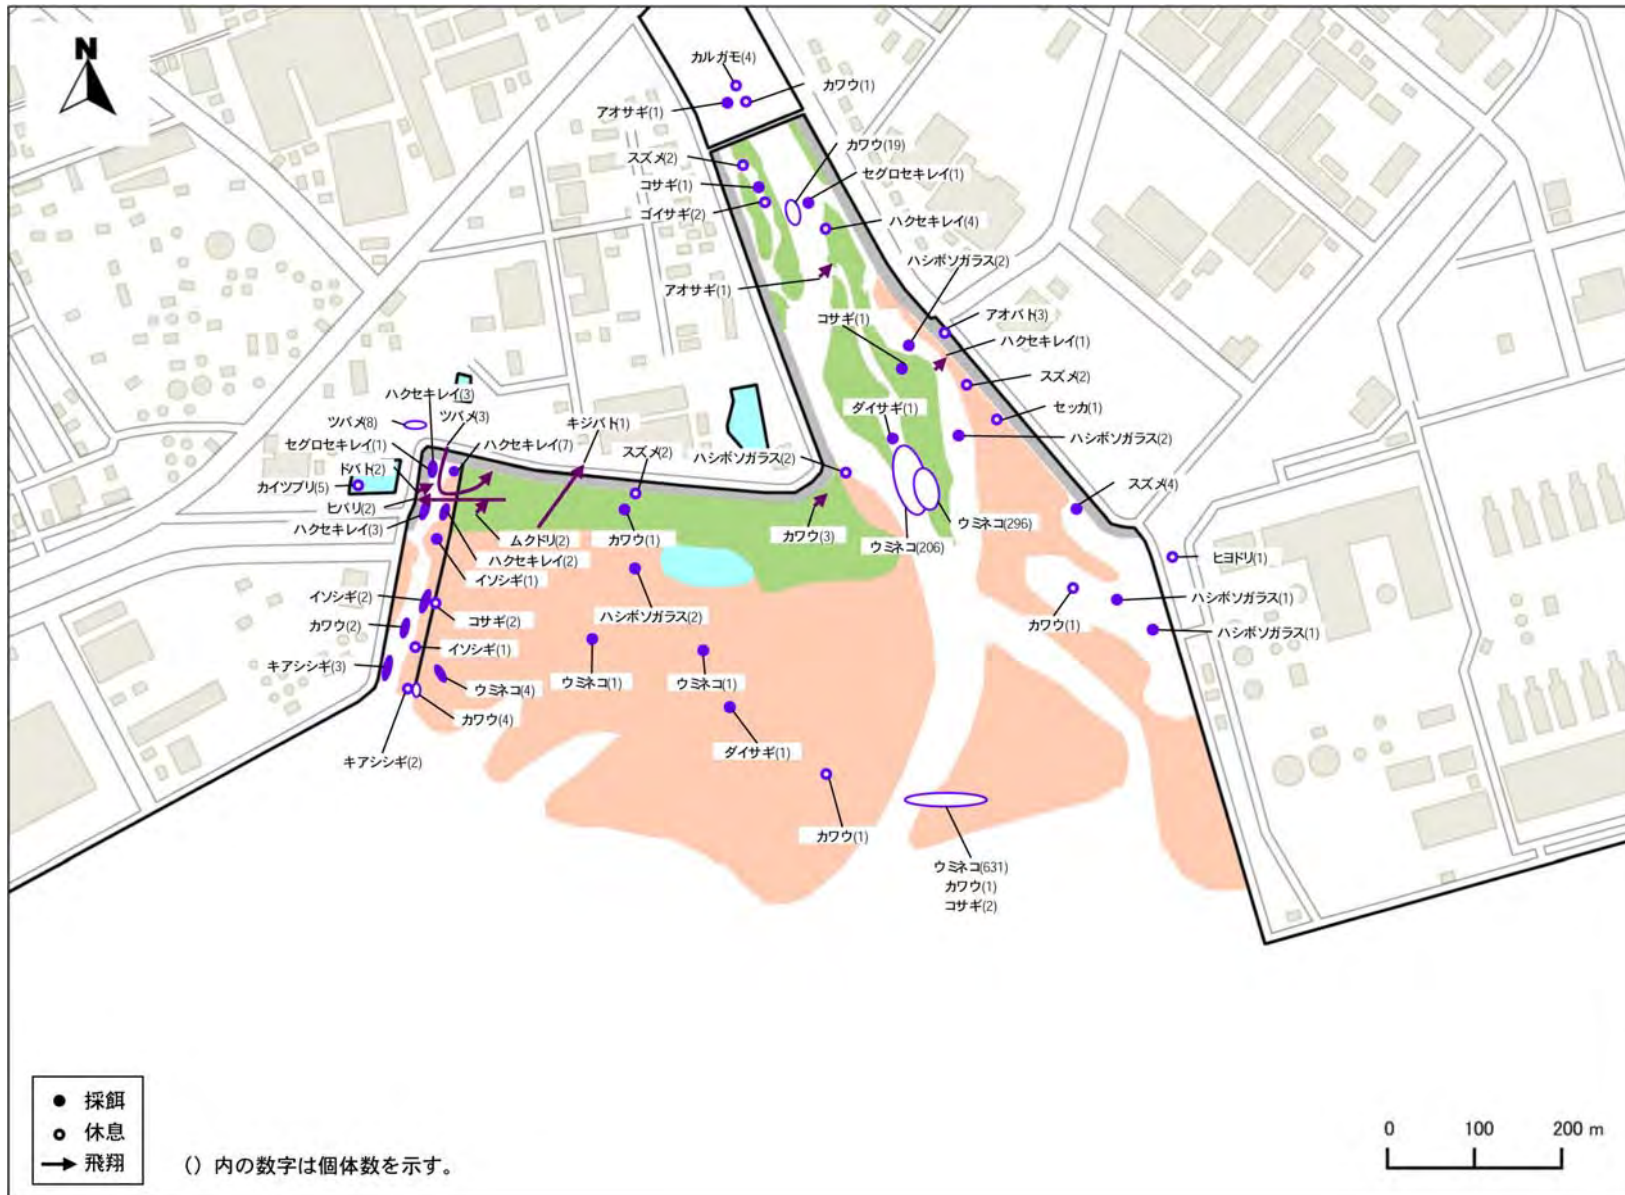 N
カルガモ(4)
カワウ(1)
アオサギ(1)
カワウ(19)
スズメ(2)
セグロセキレイ(1)
コサギ(1)
ゴイサギ(2)
ハクセキレイ(4)
ハシボソガラス(2)
アオサギ(1)
コサギ(1)
アオバト(3)
ハクセキレイ(1)
スズメ(2)
ハクセキレイ(3)
ツバメ(3)
ダイサギ(1)
セッカ(1)
ツバメ(8)
キジバト(1)
セグロセキレイ(1)
ハクセキレイ(7)
スズメ(2)
ハシボソガラス(2)
ハシボソガラス(2)
ドバト(2)
カイツブリ(5)
スズメ(4)
ヒバリ(2)
ハクセキレイ(3)
ウミネコ(296)
ムクドリ(2)
カワウ(1)
カワウ(3)
ウミネコ(206)
ハクセキレイ(2)
ヒヨドリ(1)
イソシギ(1)
イソシギ(2)
ハシボソガラス(1)
コサギ(2)
ハシボソガラス(2)
カワウ(1)
カワウ(2)
ハシボソガラス(1)
イソシギ(1)
キアシシギ(3)
ウミネコ(4)
ウミネコ(1)
ウミネコ(1)
カワウ(4)
ダイサギ(1)
キアシシギ(2)
カワウ(1)
ウミネコ(631)
カワウ(1)
コサギ(2)
採餌
休息
飛翔
() 内の数字は個体数を示す。
0 100 200 m